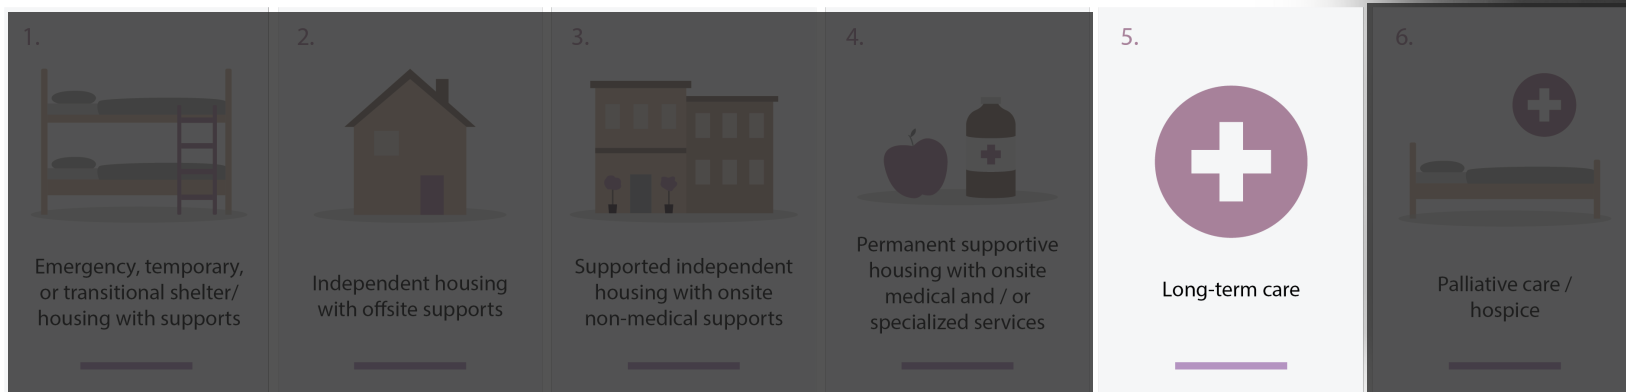 1.
Emergency, temporary,
or transitional shelter/
housing with supports
2.
Independent housing
with offsite supports
3.
Supported independent
housing with onsite
non-medical supports
4.
Permanent supportive
housing with onsite
medical and / or
specialized services
5.
Long-term care
6.
Palliative care /
hospice